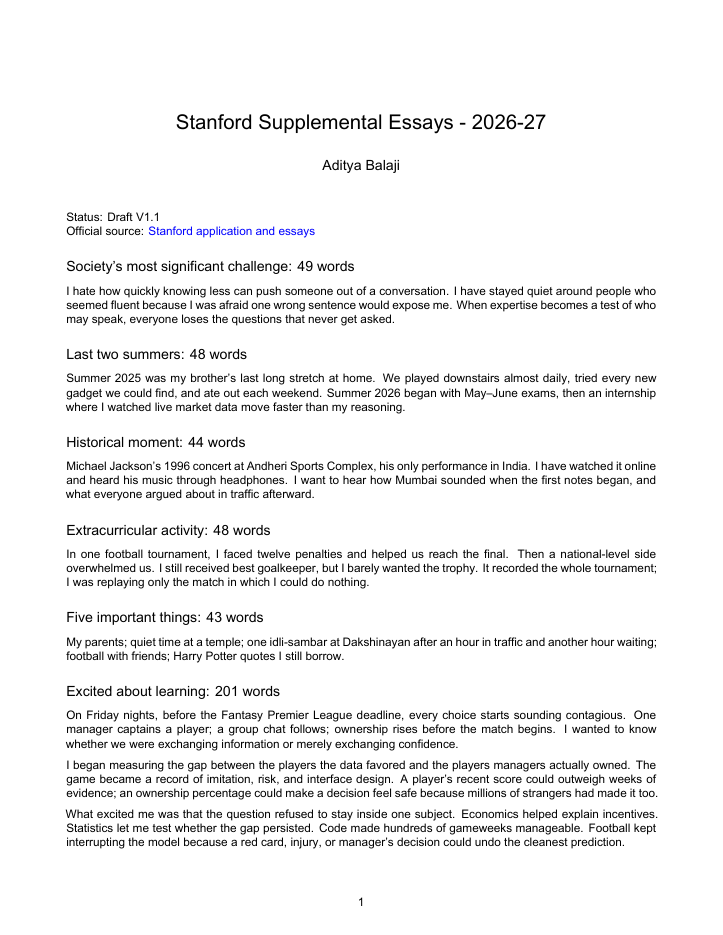 Stanford Supplemental Essays - 2026-27
Aditya Balaji
Status: Draft V1.1
Official source: Stanford application and essays
Society's most significant challenge: 49 words
I hate how quickly knowing less can push someone out of a conversation. I have stayed quiet around people who
seemed fluent because I was afraid one wrong sentence would expose me. When expertise becomes a test of who
may speak, everyone loses the questions that never get asked.
Last two summers: 48 words
Summer 2025 was my brother's last long stretch at home. We played downstairs almost daily, tried every new
gadget we could find, and ate out each weekend. Summer 2026 began with May–June exams, then an internship
where I watched live market data move faster than my reasoning.
Historical moment: 44 words
Michael Jackson's 1996 concert at Andheri Sports Complex, his only performance in India. I have watched it online
and heard his music through headphones. I want to hear how Mumbai sounded when the first notes began, and
what everyone argued about in traffic afterward.
Extracurricular activity: 48 words
In one football tournament, I faced twelve penalties and helped us reach the final. Then a national-level side
overwhelmed us. I still received best goalkeeper, but I barely wanted the trophy. It recorded the whole tournament;
I was replaying only the match in which I could do nothing.
Five important things: 43 words
My parents; quiet time at a temple; one idli-sambar at Dakshinayan after an hour in traffic and another hour waiting;
football with friends; Harry Potter quotes I still borrow.
Excited about learning: 201 words
On Friday nights, before the Fantasy Premier League deadline, every choice starts sounding contagious. One
manager captains a player; a group chat follows; ownership rises before the match begins. I wanted to know
whether we were exchanging information or merely exchanging confidence.
I began measuring the gap between the players the data favored and the players managers actually owned. The
game became a record of imitation, risk, and interface design. A player's recent score could outweigh weeks of
evidence; an ownership percentage could make a decision feel safe because millions of strangers had made it too.
What excited me was that the question refused to stay inside one subject. Economics helped explain incentives.
Statistics let me test whether the gap persisted. Code made hundreds of gameweeks manageable. Football kept
interrupting the model because a red card, injury, or manager's decision could undo the cleanest prediction.
1